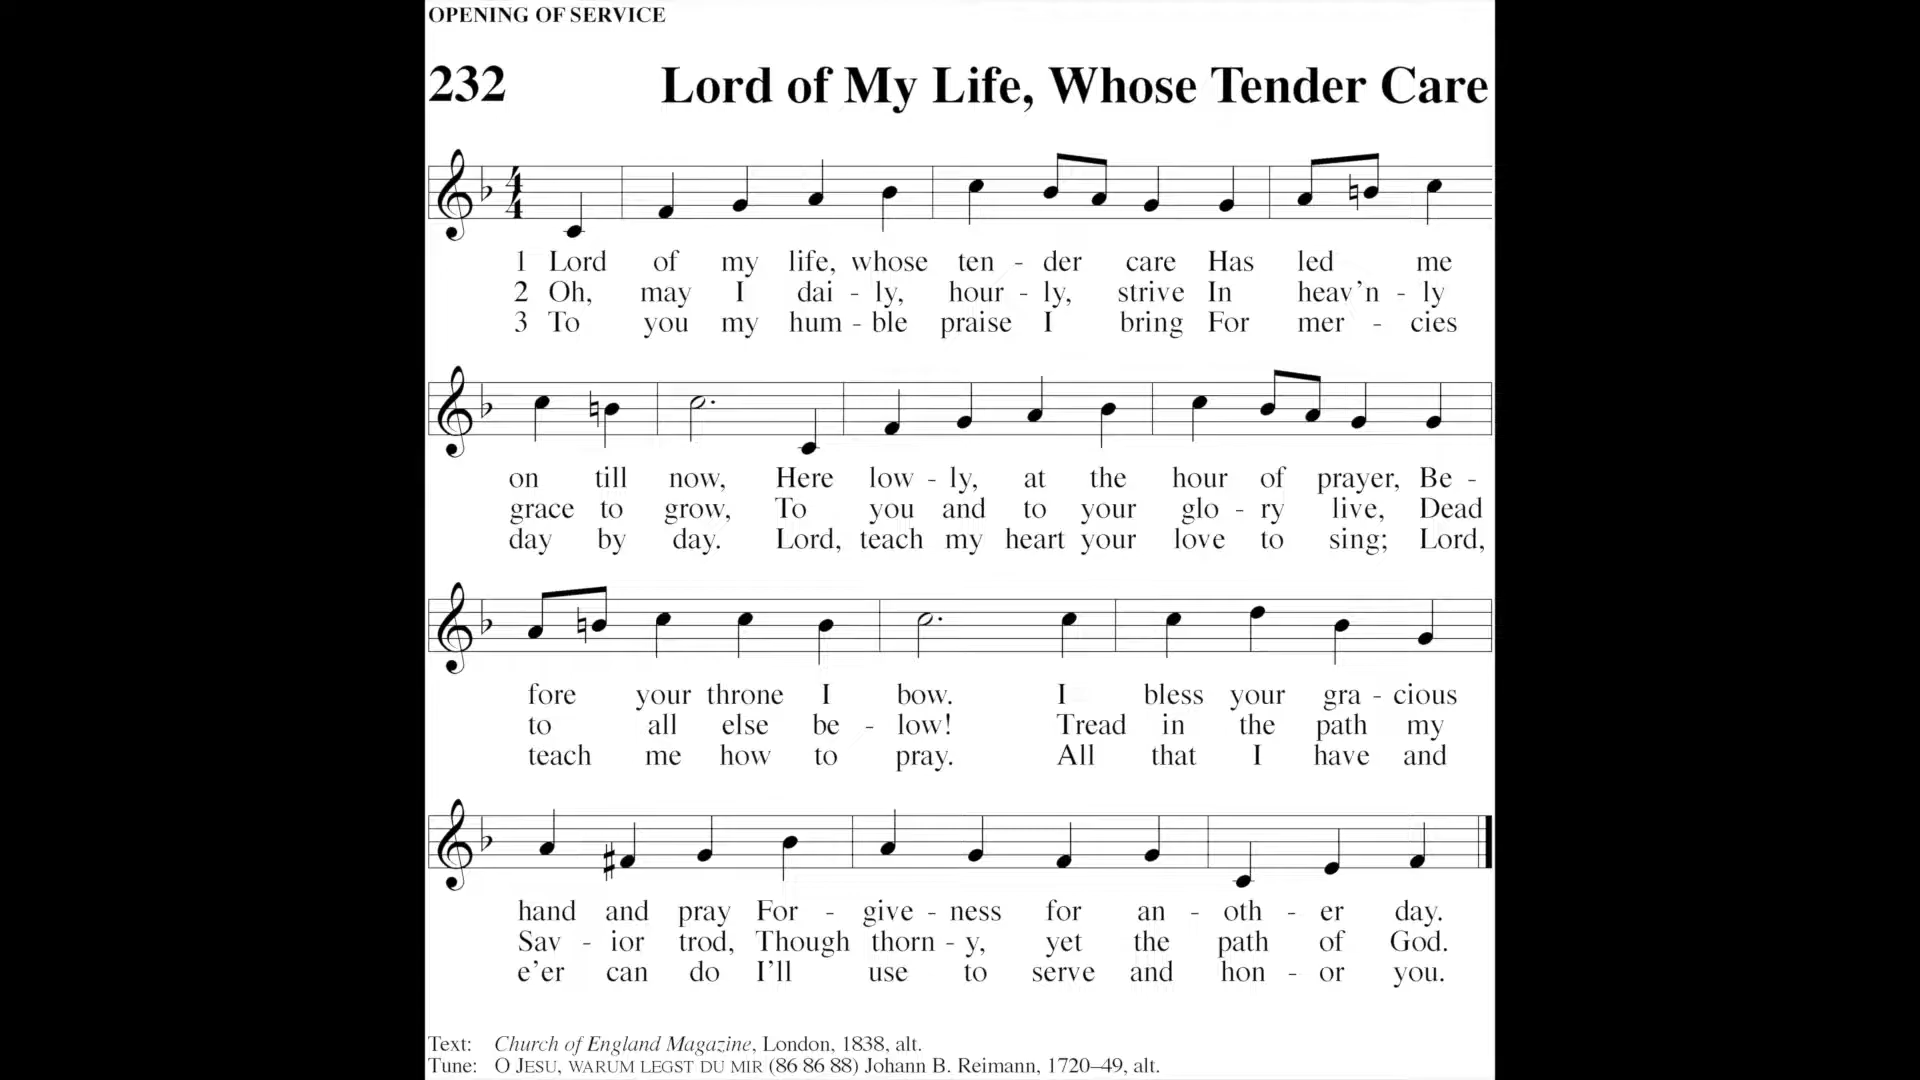 OPENING OF SERVICE
232 Lord of My Life, Whose Tender Care
1 Lord of my life, whose ten - der care Has led me
2 Oh, may I dai - ly, hour - ly, strive In heav’n - ly
3 To you my hum - ble praise I bring For mer - cies
on till now, Here low - ly, at the hour of prayer, Be -
grace to grow, To you and to your glo - ry live, Dead
day by day. Lord, teach my heart your love to sing; Lord,
fore your throne I bow. I bless your gra - cious
to all else be - low! Tread in the path my
teach me how to pray. All that I have and
hand and pray For - give - ness for an - oth - er day.
Sav - ior trod, Though thorn - y, yet the path of God.
e’er can do I’ll use to serve and hon - or you.
Text: Church of England Magazine, London, 1838, alt.
Tune: O JESU, WARUM LEGST DU MIR (86 86 88) Johann B. Reimann, 1720–49, alt.